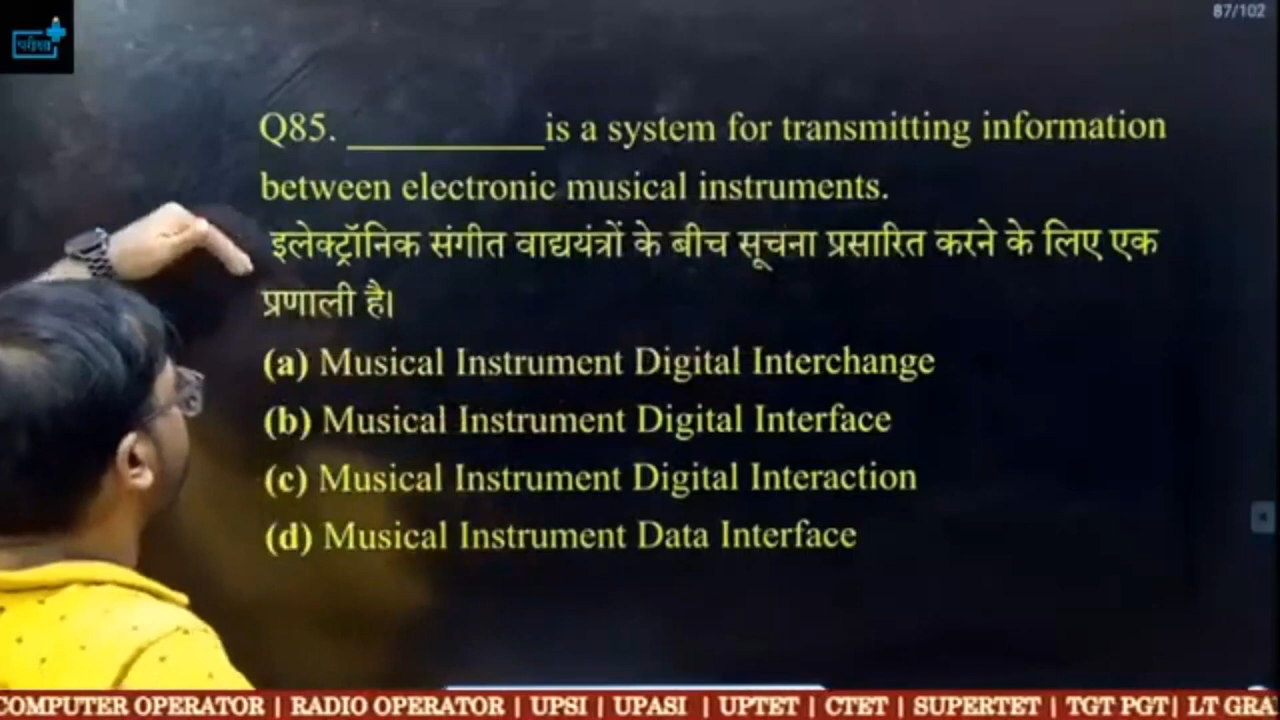 87/102
परीक्षा
Q85. __________is a system for transmitting information
between electronic musical instruments.
इलेक्ट्रॉनिक संगीत वाद्ययंत्रों के बीच सूचना प्रसारित करने के लिए एक
प्रणाली है।
(a) Musical Instrument Digital Interchange
(b) Musical Instrument Digital Interface
(c) Musical Instrument Digital Interaction
(d) Musical Instrument Data Interface
COMPUTER OPERATOR | RADIO OPERATOR | UPSI | UPASI | UPTET | CTET | SUPERTET | TGT PGT| LT GRA